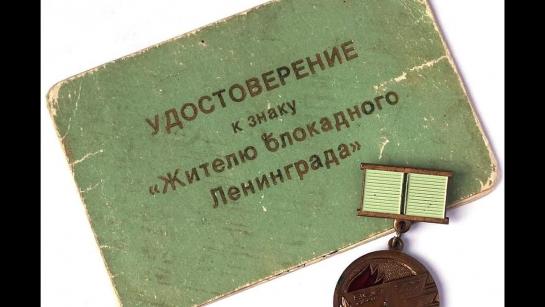 УДОСТОВЕРЕНИЕ
к знаку
«Жителю блокадного
Ленинграда»